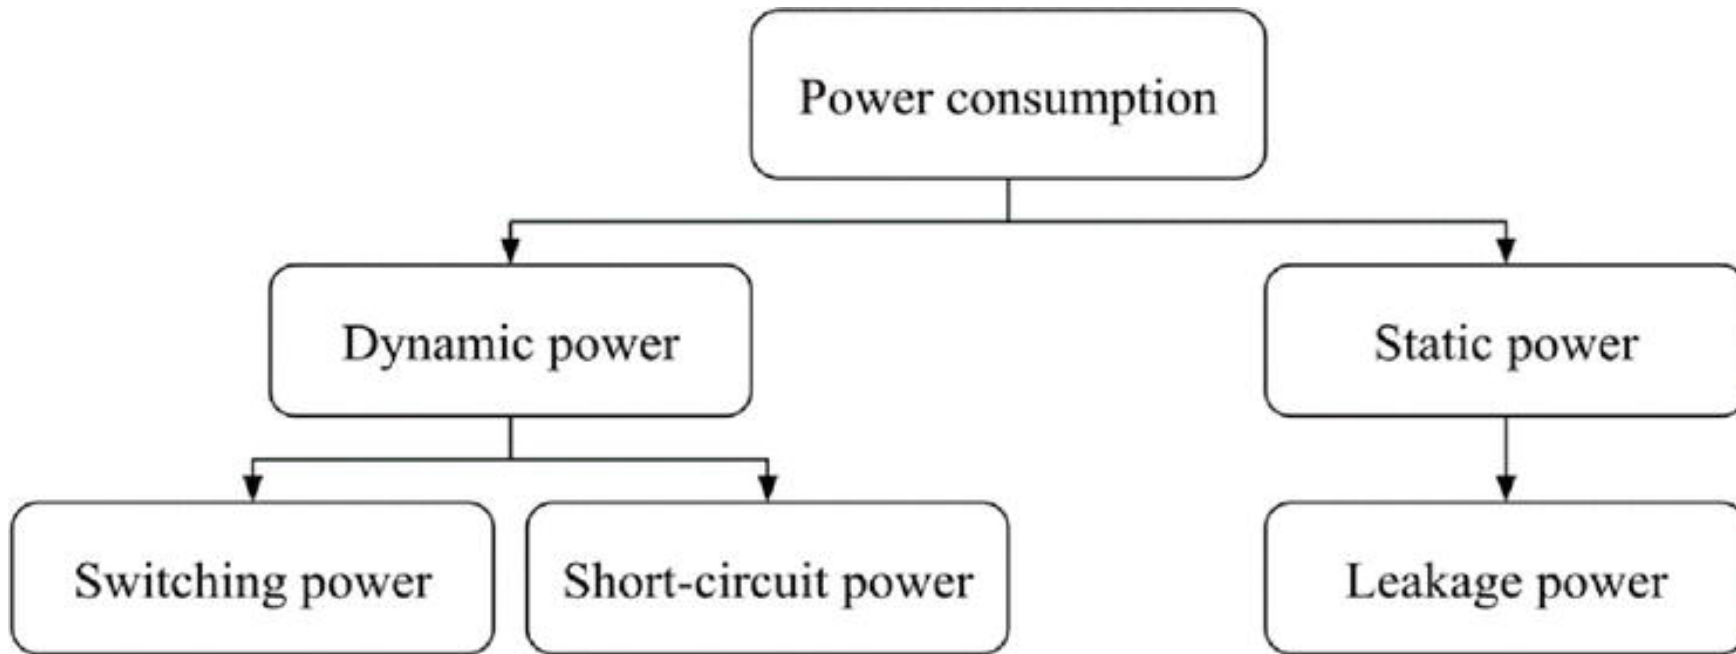 Power consumption
Dynamic power
Static power
Switching power
Short-circuit power
Leakage power